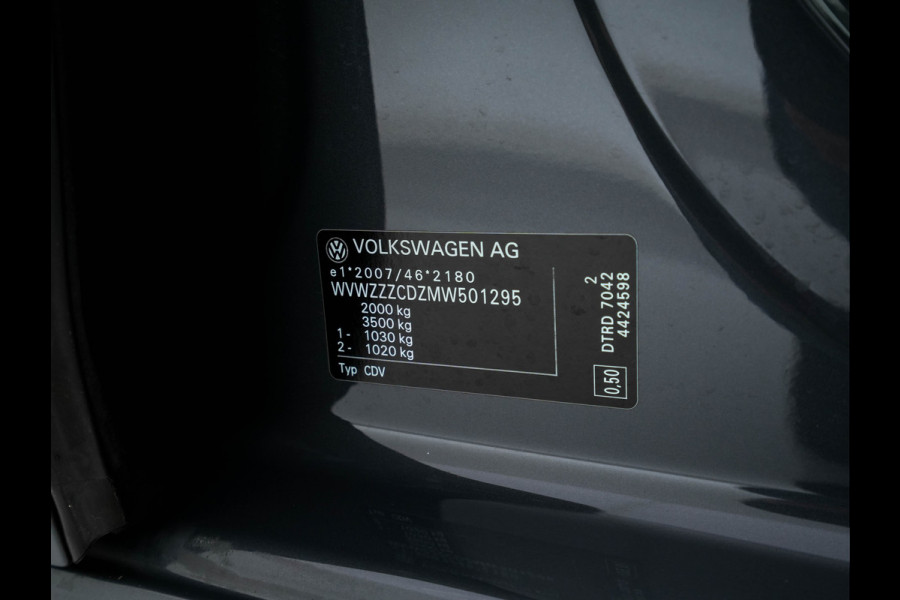 VOLKSWAGEN AG
e1*2007/46*2180
WVWZZZCDZMW501295
2000 kg
3500 kg
1- 1030 kg
2- 1020 kg
Typ CDV
2
DTRD 7042
4424598
0,50